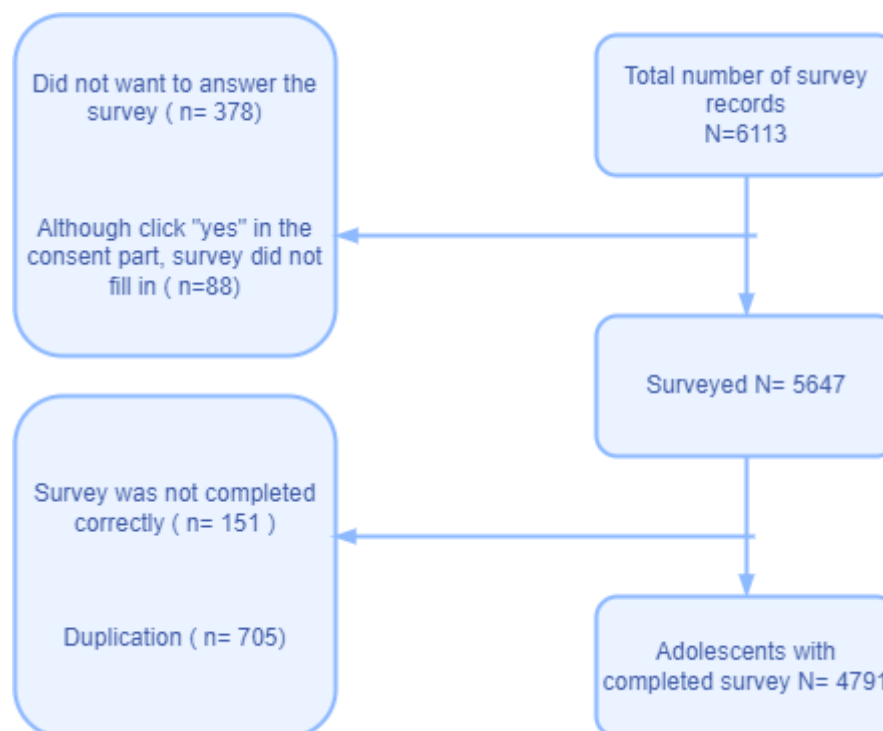 Did not want to answer the
survey ( n= 378)
Although click "yes" in the
consent part, survey did not
fill in ( n=88)
Total number of survey
records
N=6113
Surveyed N= 5647
Survey was not completed
correctly ( n= 151 )
Duplication ( n= 705)
Adolescents with
completed survey N= 4791